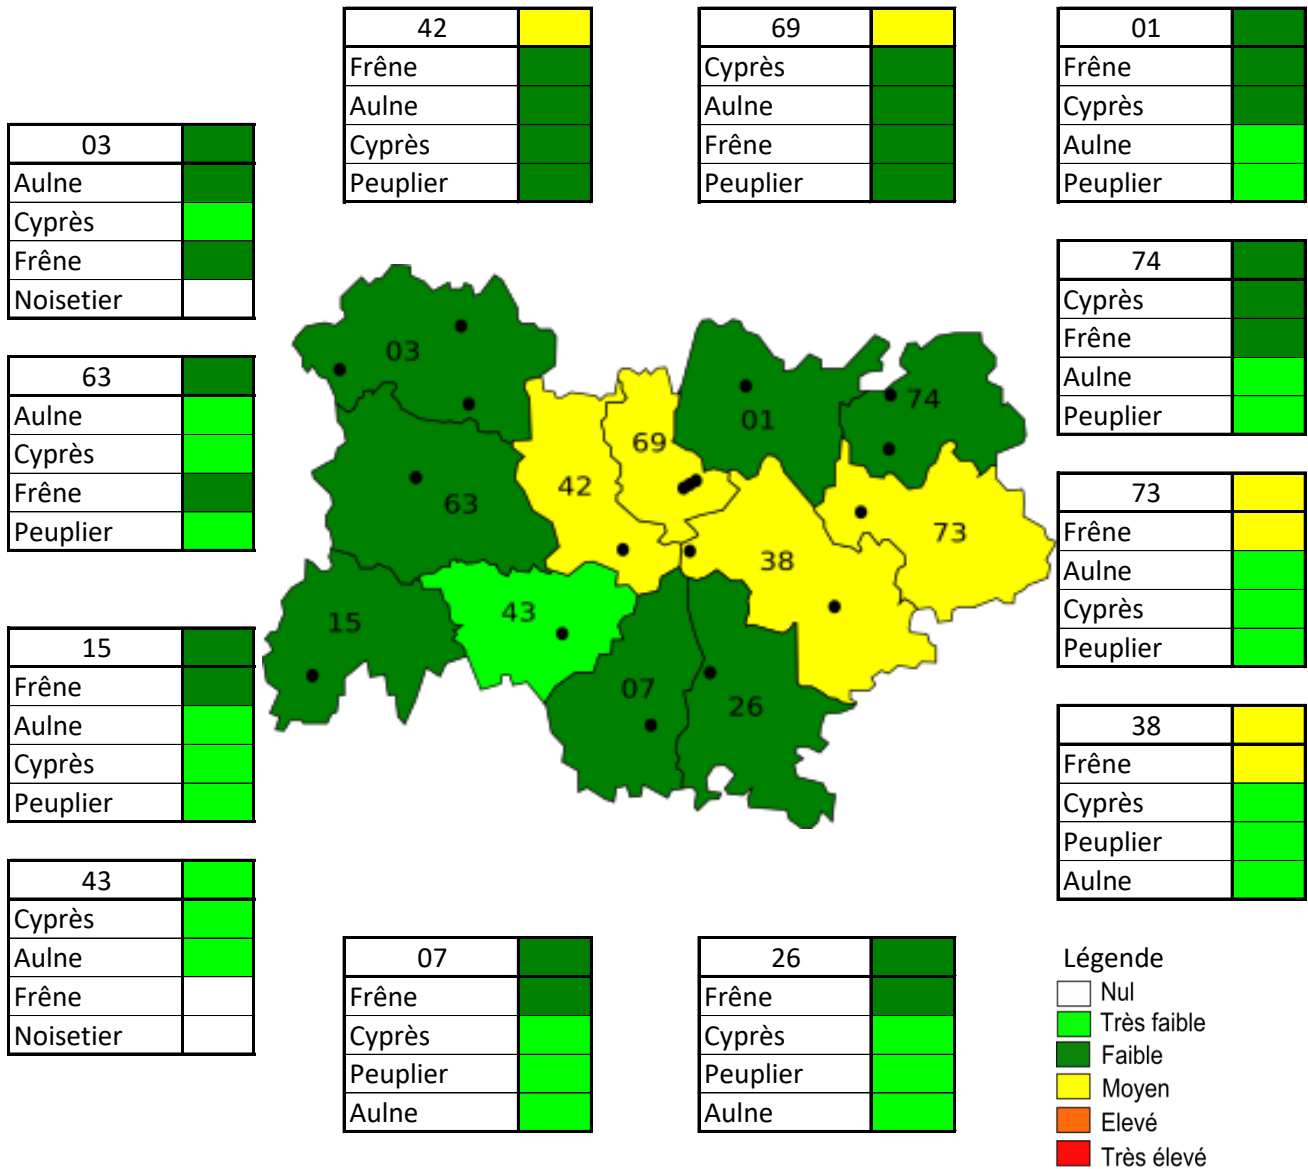 42
Frêne
Aulne
Cyprès
Peuplier
69
Cyprès
Aulne
Frêne
Peuplier
01
Frêne
Cyprès
Aulne
Peuplier
03
Aulne
Cyprès
Frêne
Noisetier
74
Cyprès
Frêne
Aulne
Peuplier
63
Aulne
Cyprès
Frêne
Peuplier
73
Frêne
Aulne
Cyprès
Peuplier
15
Frêne
Aulne
Cyprès
Peuplier
38
Frêne
Cyprès
Peuplier
Aulne
43
Cyprès
Aulne
Frêne
Noisetier
07
Frêne
Cyprès
Peuplier
Aulne
26
Frêne
Cyprès
Peuplier
Aulne
03
74
01
69
42
63
73
38
43
15
07
26
Légende
Nul
Très faible
Faible
Moyen
Elevé
Très élevé